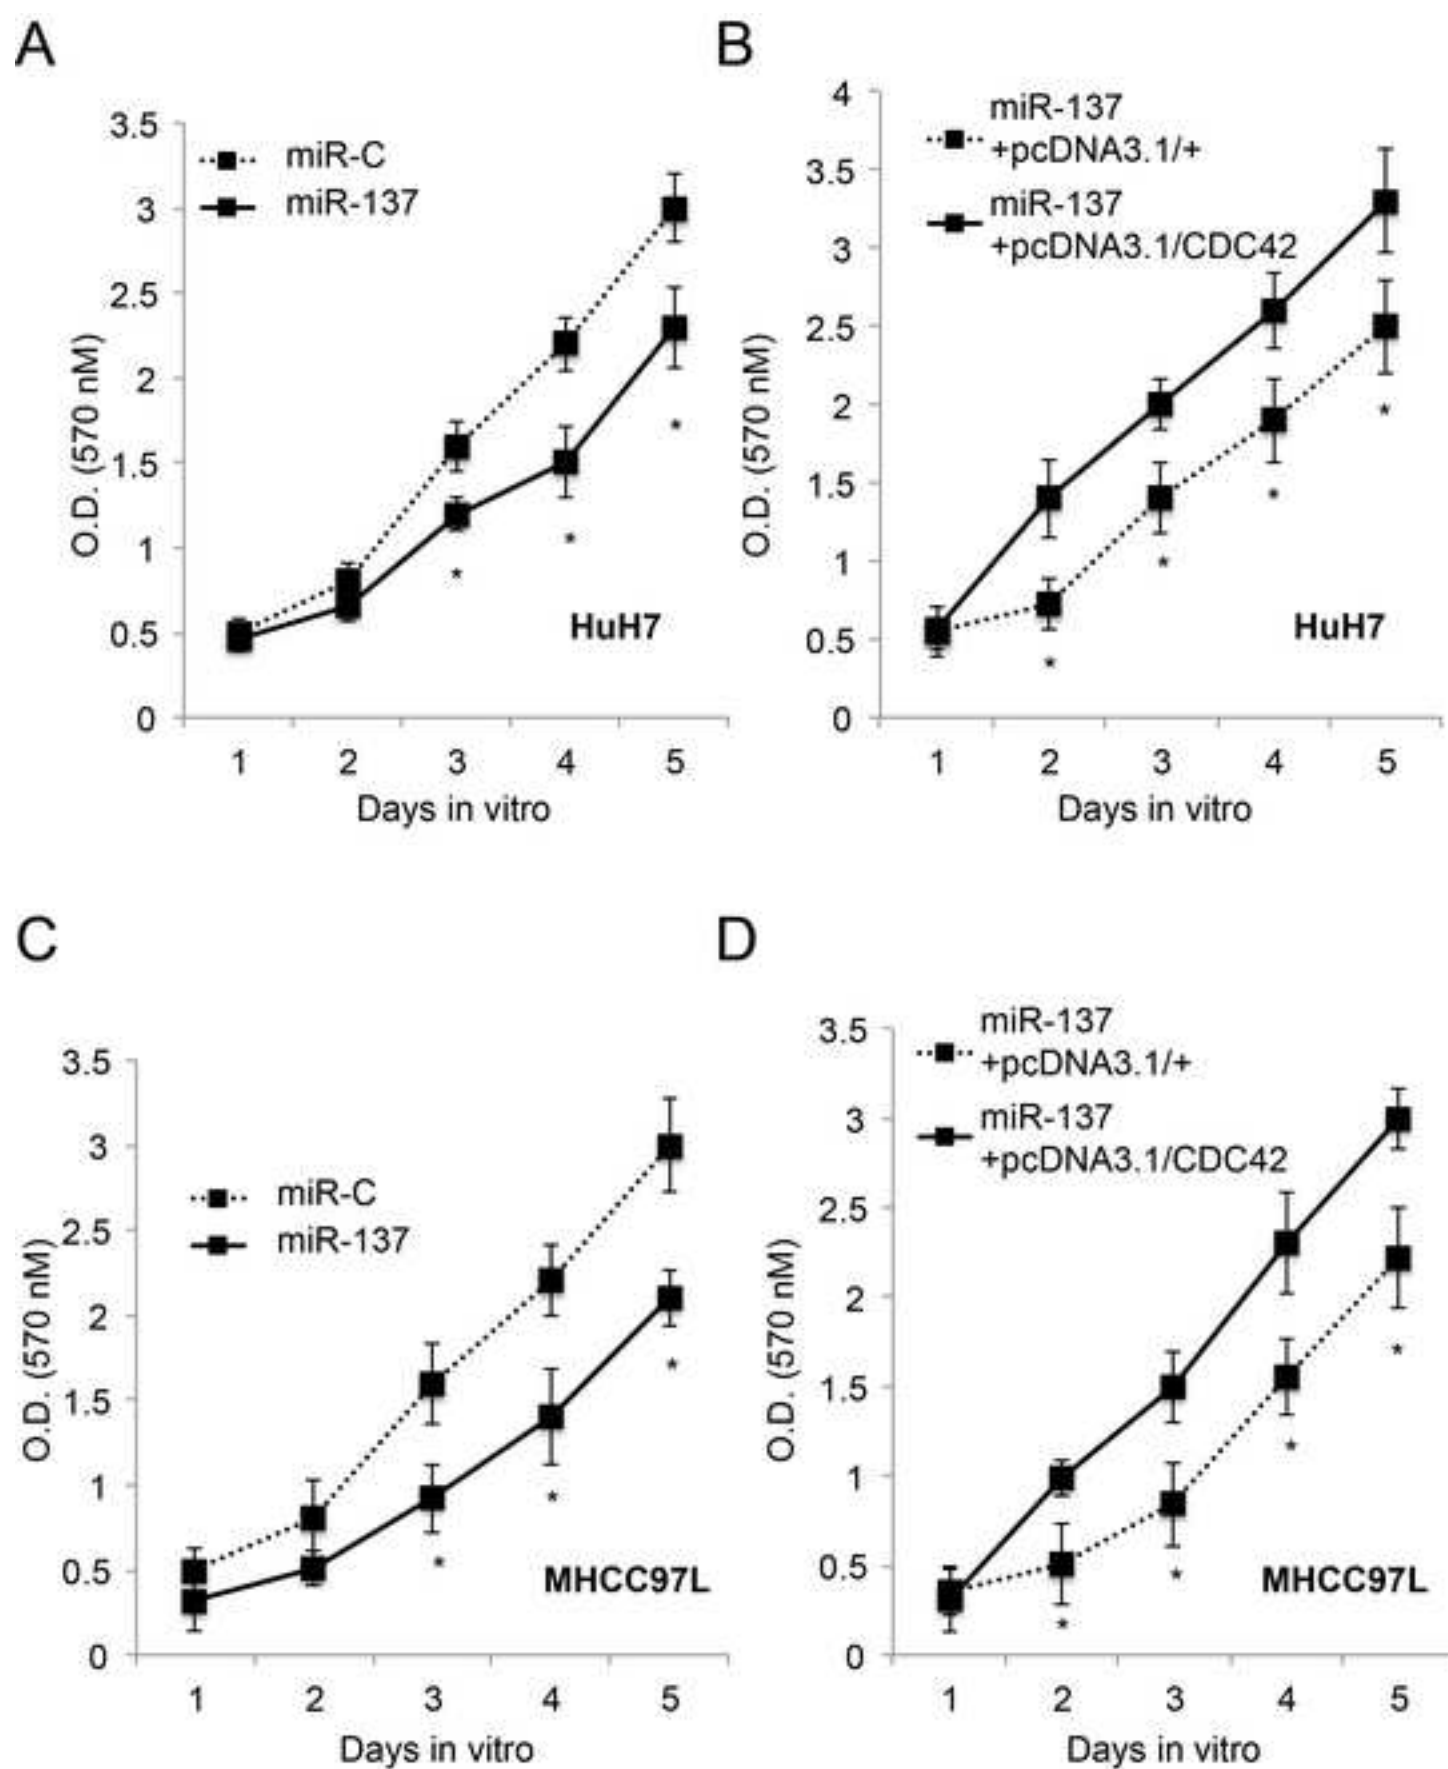 A
3.5
3
2.5
2
1.5
1
0.5
0
O.D. (570 nM)
miR-C
miR-137
*
*
*
HuH7
1 2 3 4 5
Days in vitro
B
4
3.5
3
2.5
2
1.5
1
0.5
0
O.D. (570 nM)
miR-137
+pcDNA3.1/+
miR-137
+pcDNA3.1/CDC42
*
*
*
*
HuH7
1 2 3 4 5
Days in vitro
C
3.5
3
2.5
2
1.5
1
0.5
0
O.D. (570 nM)
miR-C
miR-137
*
*
*
MHCC97L
1 2 3 4 5
Days in vitro
D
3.5
3
2.5
2
1.5
1
0.5
0
O.D. (570 nM)
miR-137
+pcDNA3.1/+
miR-137
+pcDNA3.1/CDC42
*
*
*
*
MHCC97L
1 2 3 4 5
Days in vitro